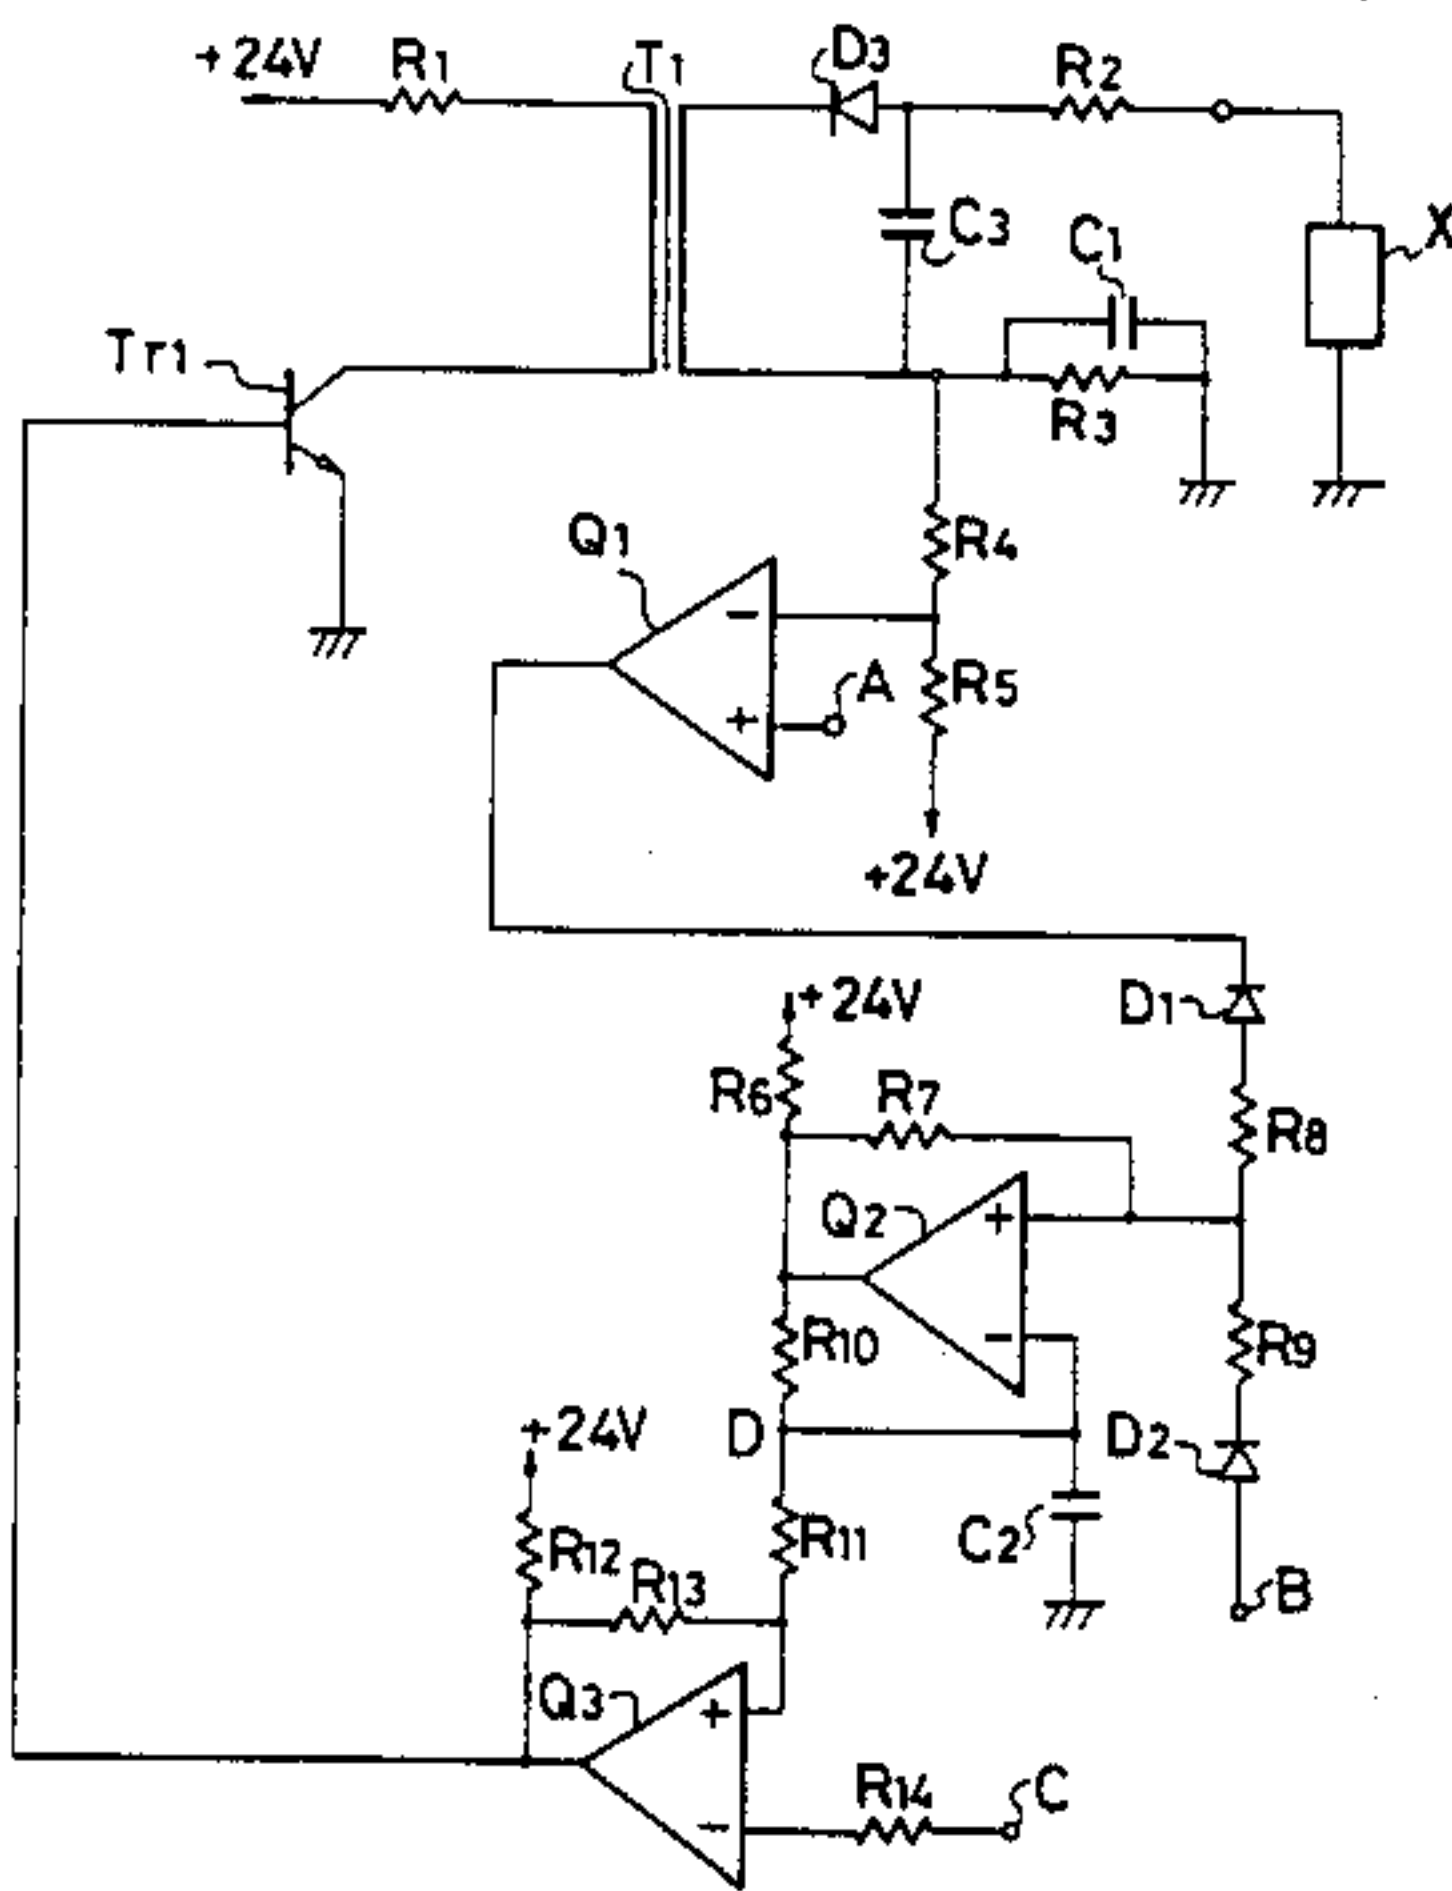 +24V R1 T1 D3 R2
C3 C1 X
Tr1
R3
Q1 R4
-
A R5
+
+24V
+24V D1
R6 R7 R8
Q2 +
R10 - R9
+24V D D2
R12 R11 C2
R13 B
Q3 +
R14 C
-